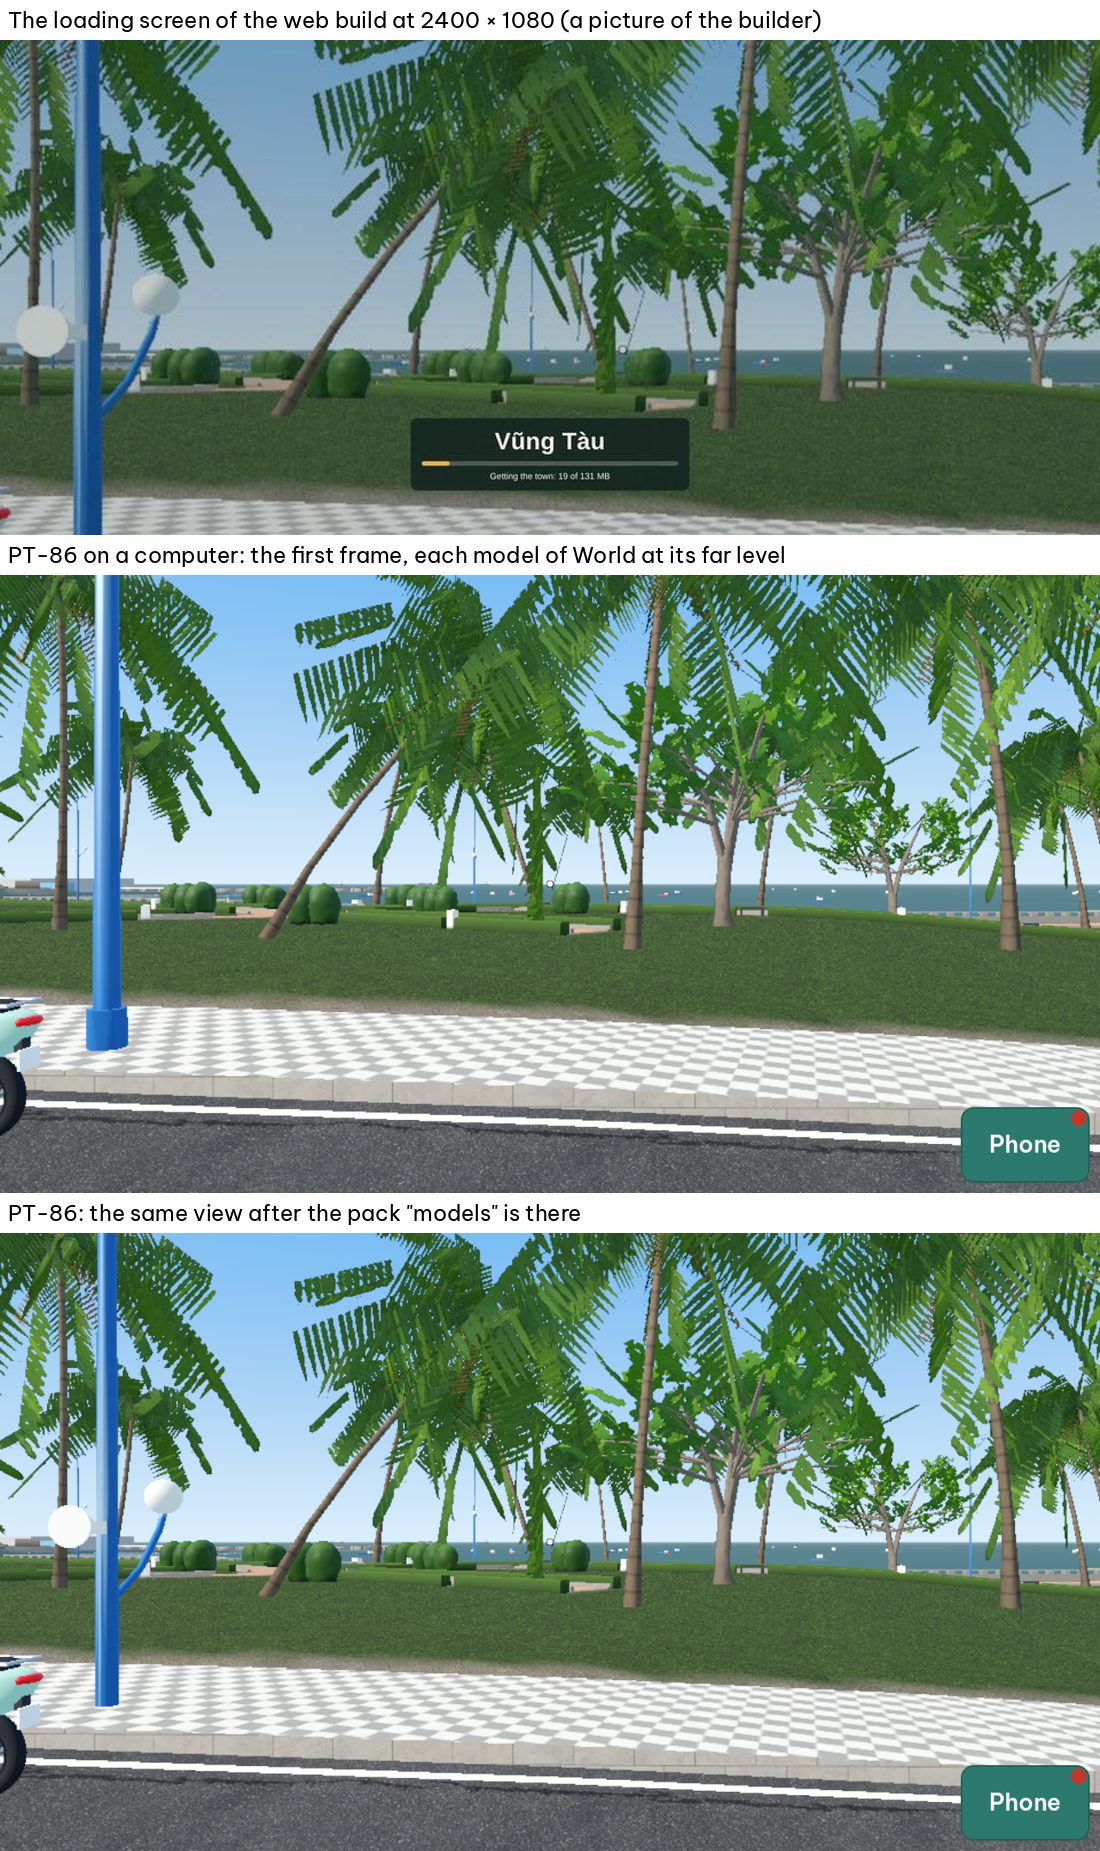 The loading screen of the web build at 2400 × 1080 (a picture of the builder)
Vũng Tàu
Getting the town: 19 of 131 MB
PT-86 on a computer: the first frame, each model of World at its far level
Phone
PT-86: the same view after the pack "models" is there
Phone